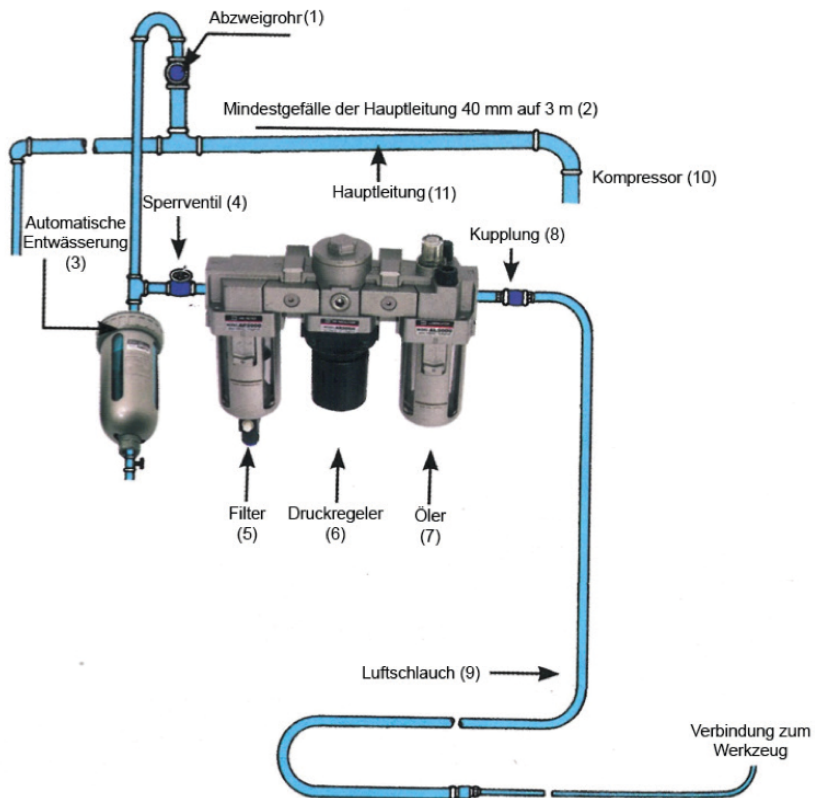 Abzweigrohr (1)
Mindestgefälle der Hauptleitung 40 mm auf 3 m (2)
Kompressor (10)
Hauptleitung (11)
Sperrventil (4)
Automatische
Entwässerung
(3)
Kupplung (8)
Filter
(5)
Druckregeler
(6)
Öler
(7)
Luftschlauch (9)
Verbindung zum
Werkzeug